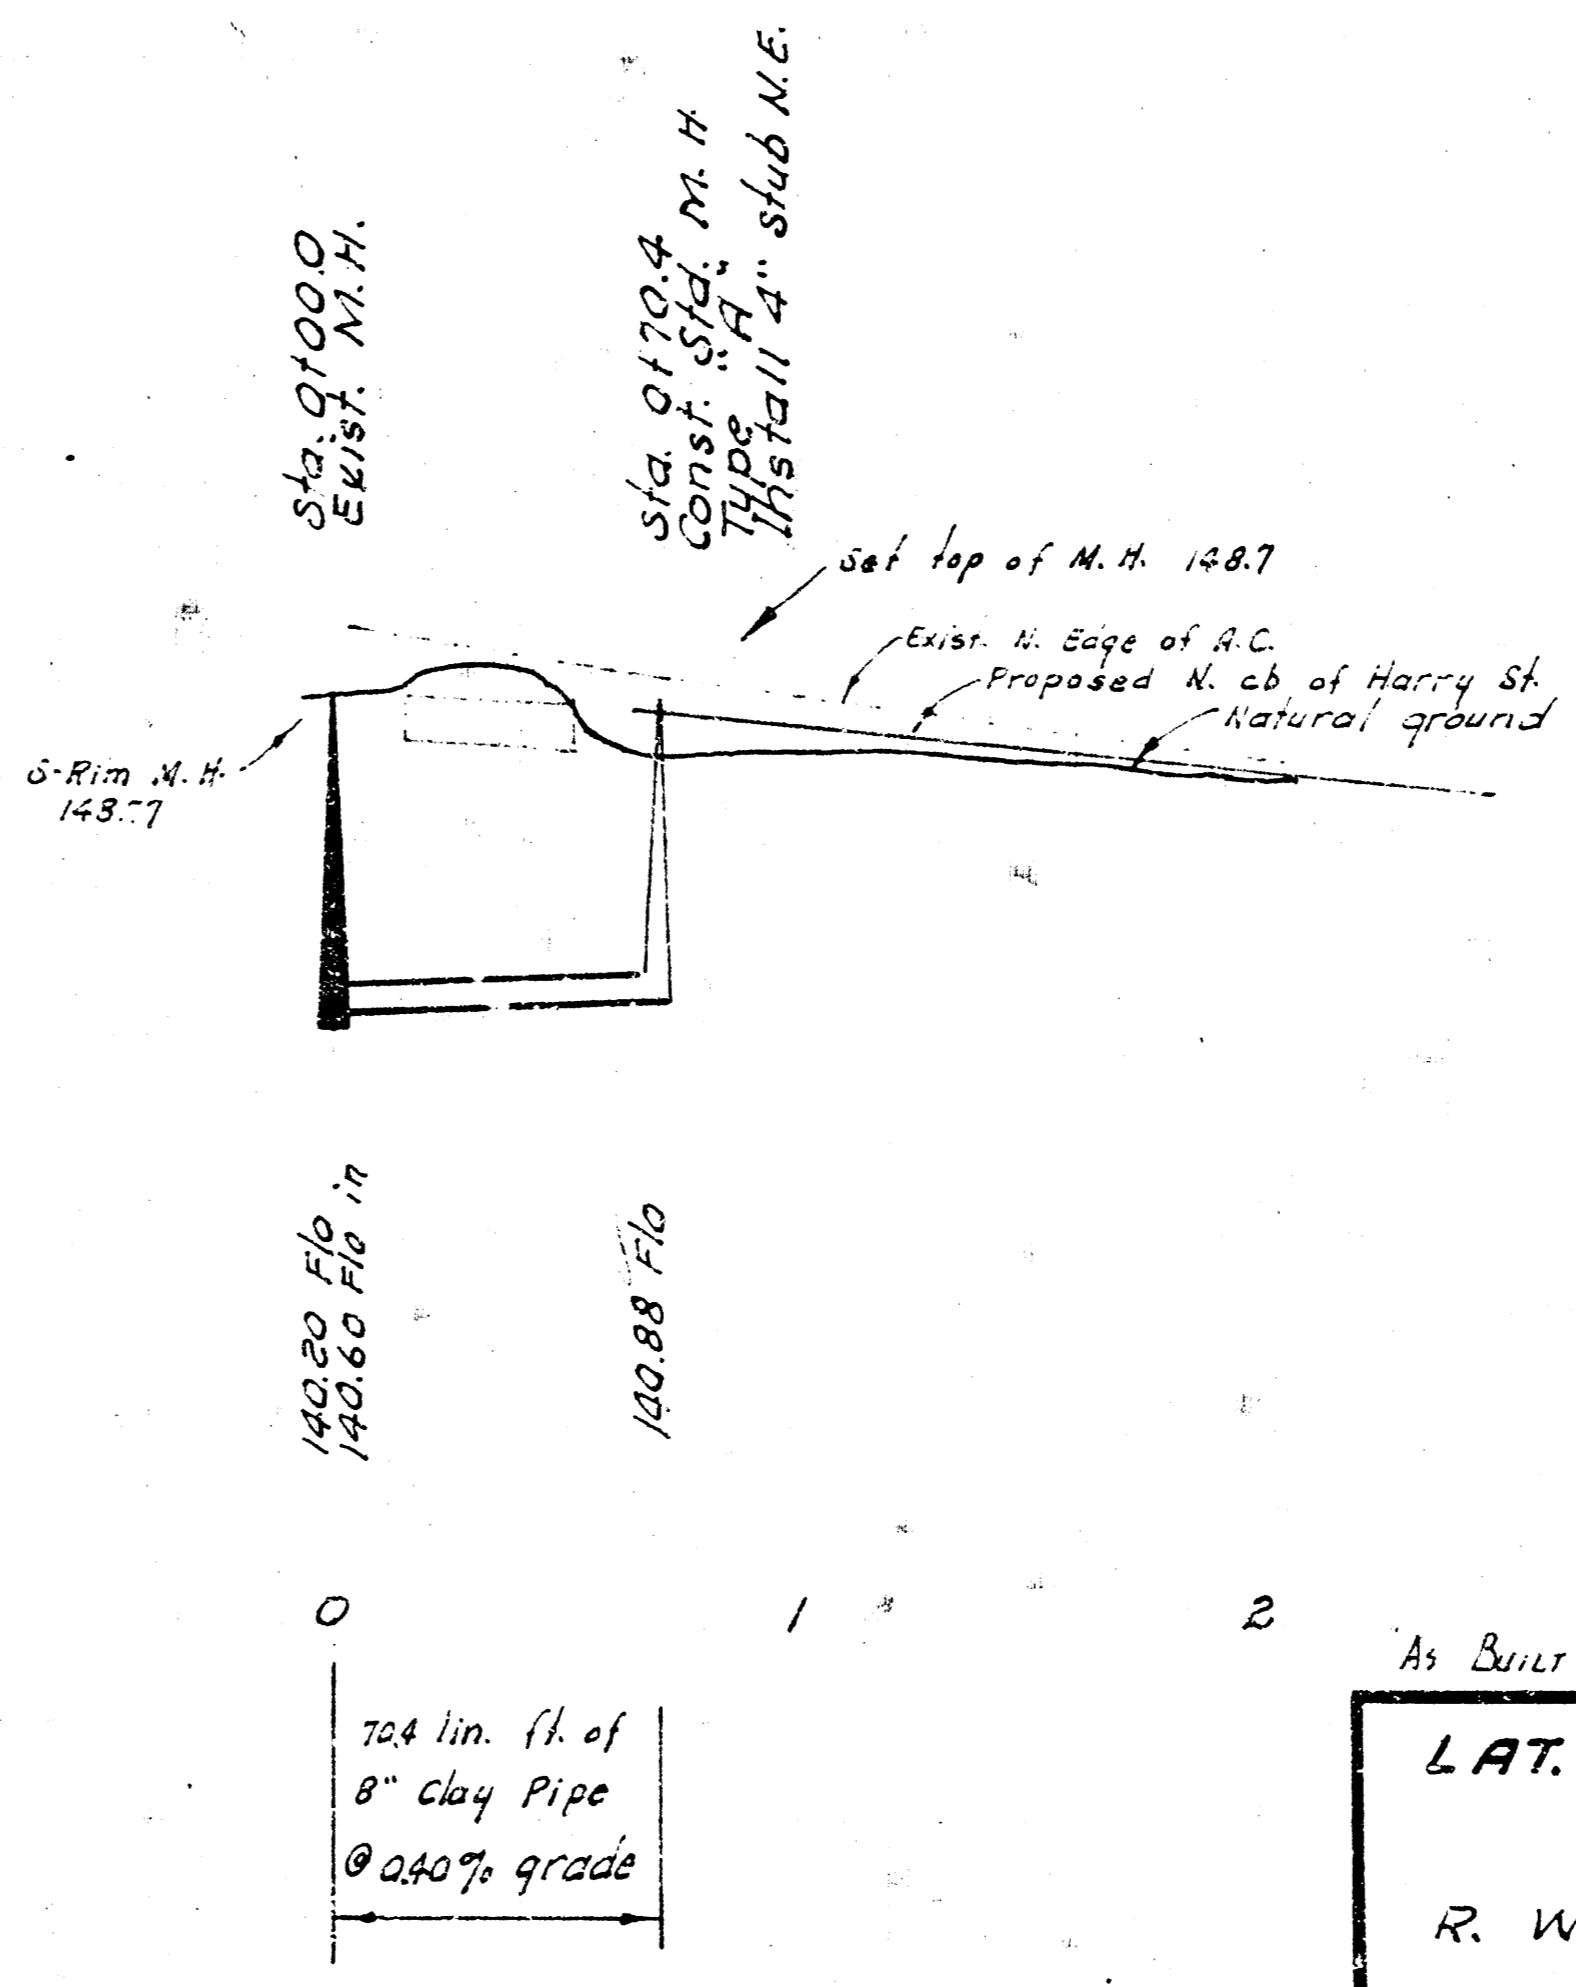 Sta. 0+00.0
Exist. M.H.
Sta. 0+70.4
Const. Std. M.H
Type "A"
Install 4" stub N.E.
Set top of M.H. 148.7
Exist. N. Edge of A.C.
Proposed N. cb of Harry St.
Natural ground
S-Rim M.H.
140.20 Flo
140.60 Flo in
140.88 Flo
0 1 2
As Built
70.4 lin. ft. of
8" Clay Pipe
@ 0.40% grade
LAT.
R. W